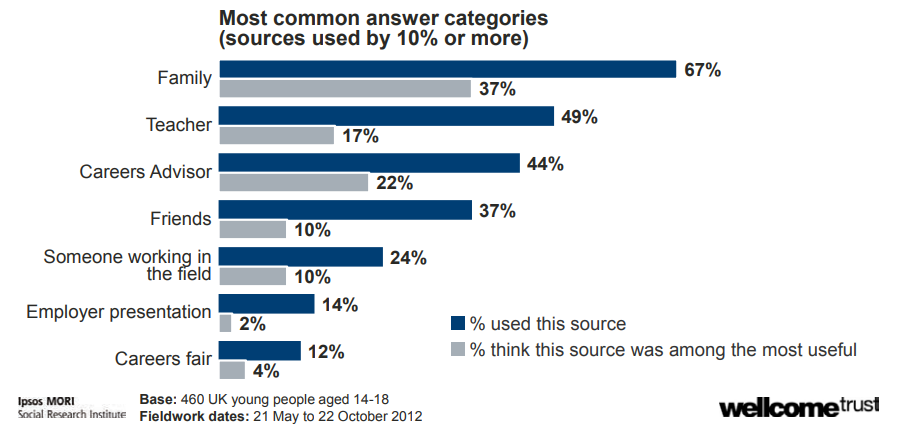 Most common answer categories
(sources used by 10% or more)
Family
67%
37%
Teacher
49%
17%
Careers Advisor
44%
22%
Friends
37%
10%
Someone working in
the field
24%
10%
Employer presentation
14%
2%
Careers fair
12%
4%
% used this source
% think this source was among the most useful
Ipsos MORI
Social Research Institute
Base: 460 UK young people aged 14-18
Fieldwork dates: 21 May to 22 October 2012
wellcometrust